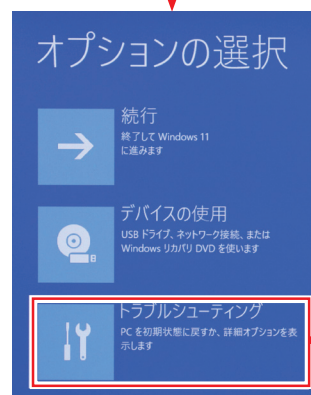 オプションの選択
続行
終了して Windows 11
に進みます
デバイスの使用
USB ドライブ、ネットワーク接続、または
Windows リカバリ DVD を使います
トラブルシューティング
PC を初期状態に戻すか、詳細オプションを表
示します